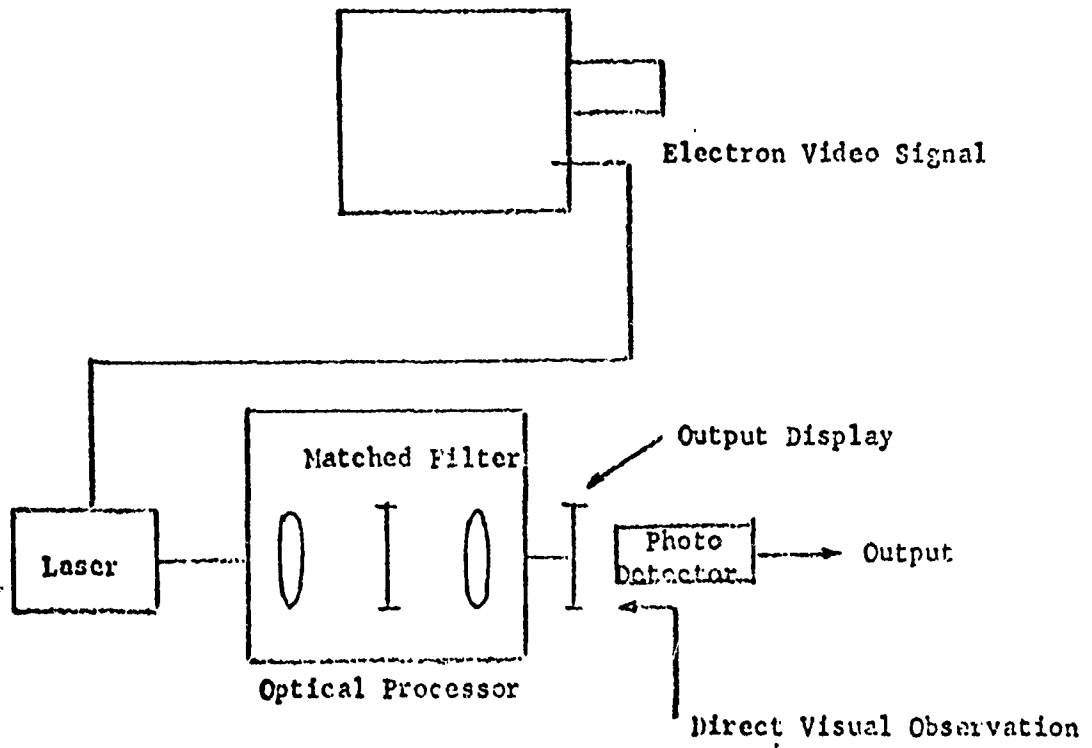 Electron Video Signal
Output Display
Matched Filter
Laser
Photo
Detector
Output
Optical Processor
Direct Visual Observation